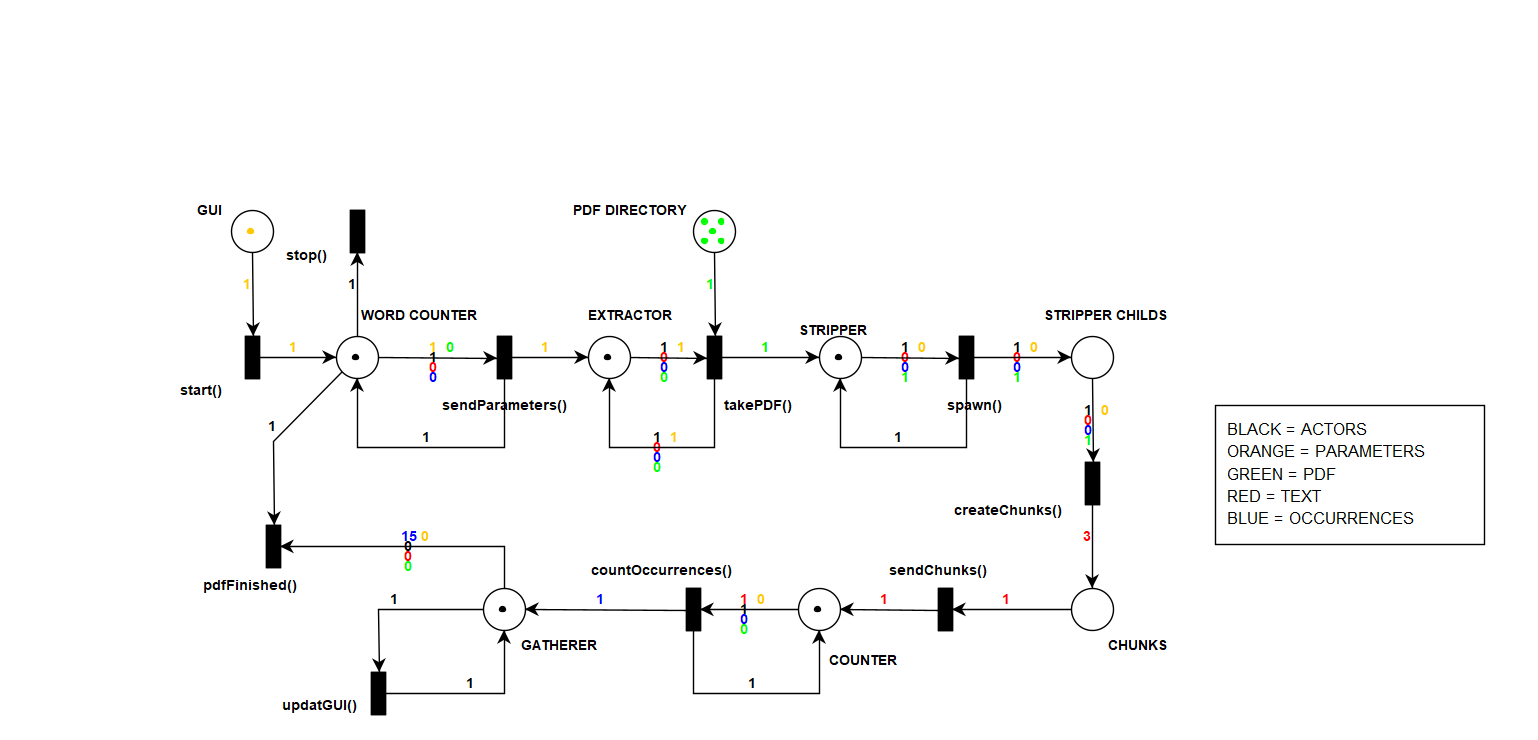 GUI
PDF DIRECTORY
stop()
1
1
1
WORD COUNTER
EXTRACTOR
STRIPPER
STRIPPER CHILDS
1
1 0
1
0
0
1
1 1
0
0
0
1
1 0
0
0
1
1 0
0
0
1
start()
sendParameters()
takePDF()
spawn()
1
1
1 1
0
0
0
1
1 0
0
0
1
BLACK = ACTORS
ORANGE = PARAMETERS
GREEN = PDF
RED = TEXT
BLUE = OCCURRENCES
createChunks()
15 0
0
0
0
3
pdfFinished()
countOccurrences()
sendChunks()
1
1
1 0
1
0
0
1
1
GATHERER
COUNTER
CHUNKS
1
1
updatGUI()